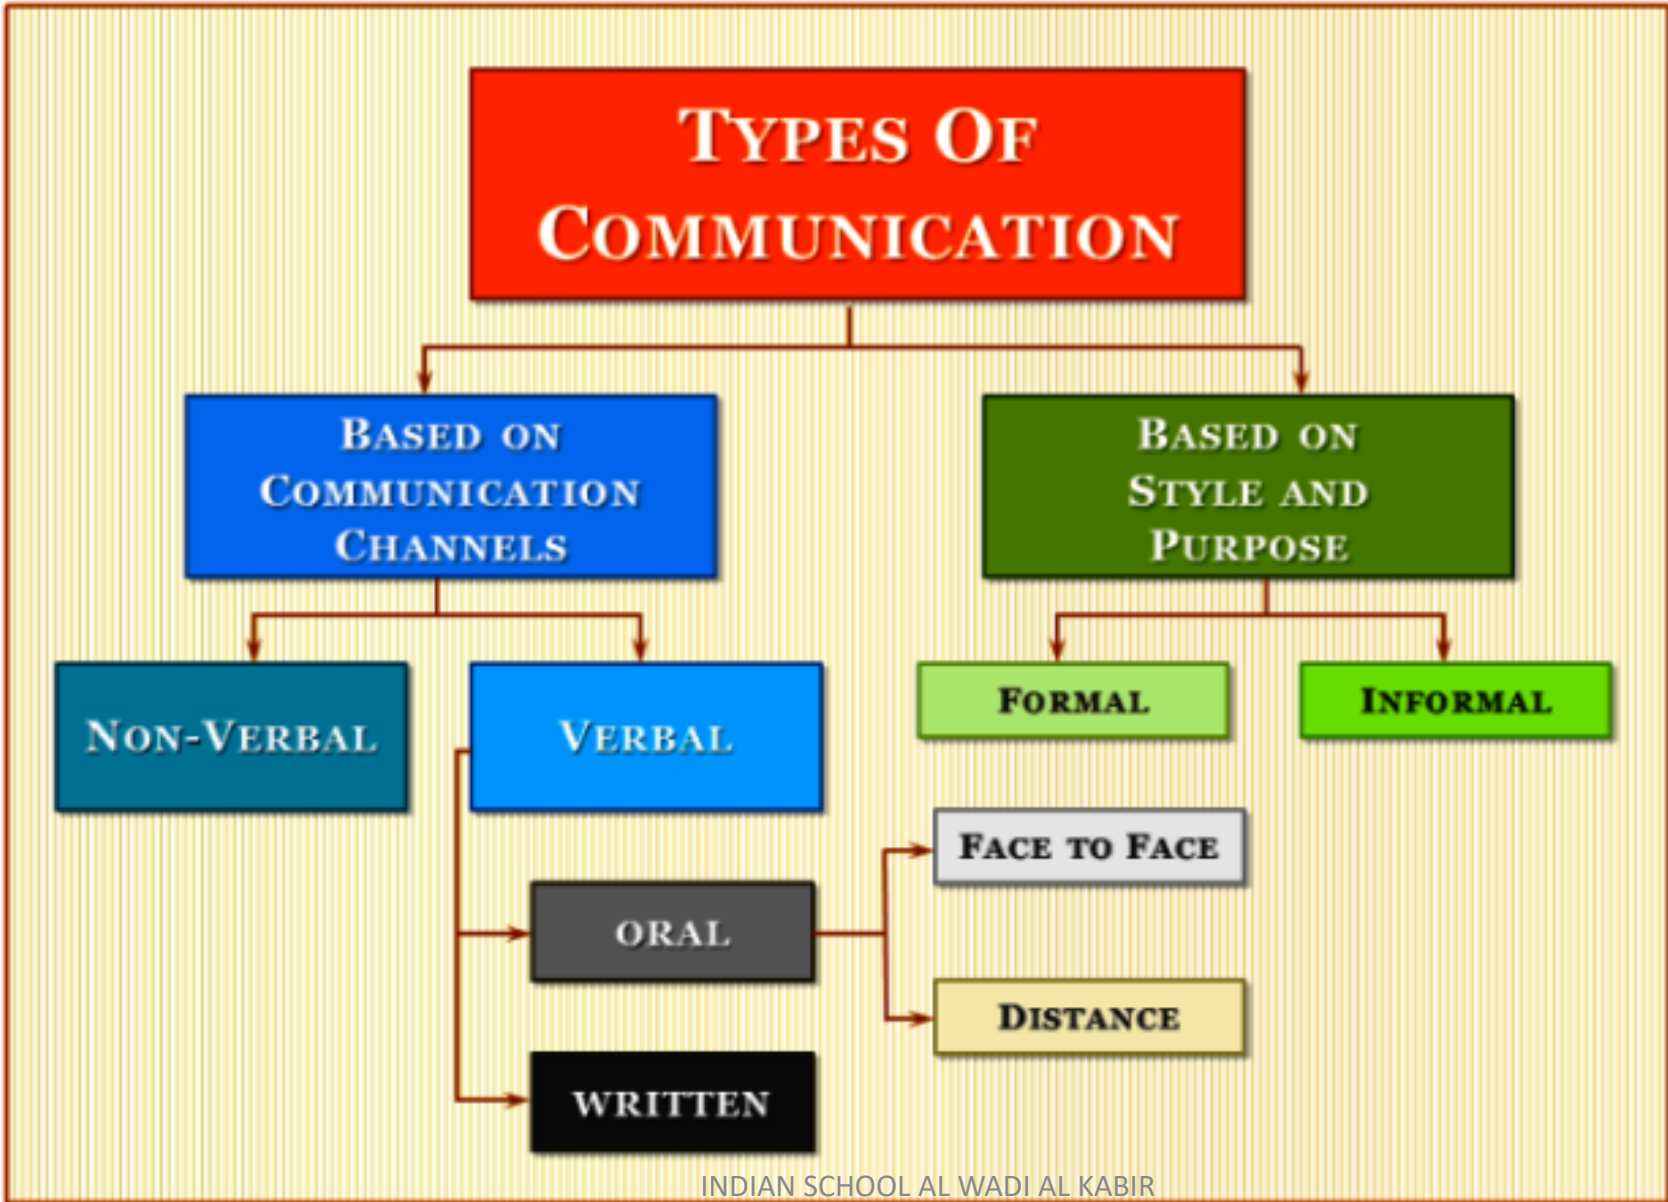 TYPES OF
COMMUNICATION
BASED ON
COMMUNICATION
CHANNELS
BASED ON
STYLE AND
PURPOSE
NON-VERBAL
VERBAL
FORMAL
INFORMAL
FACE TO FACE
ORAL
DISTANCE
WRITTEN
INDIAN SCHOOL AL WADI AL KABIR